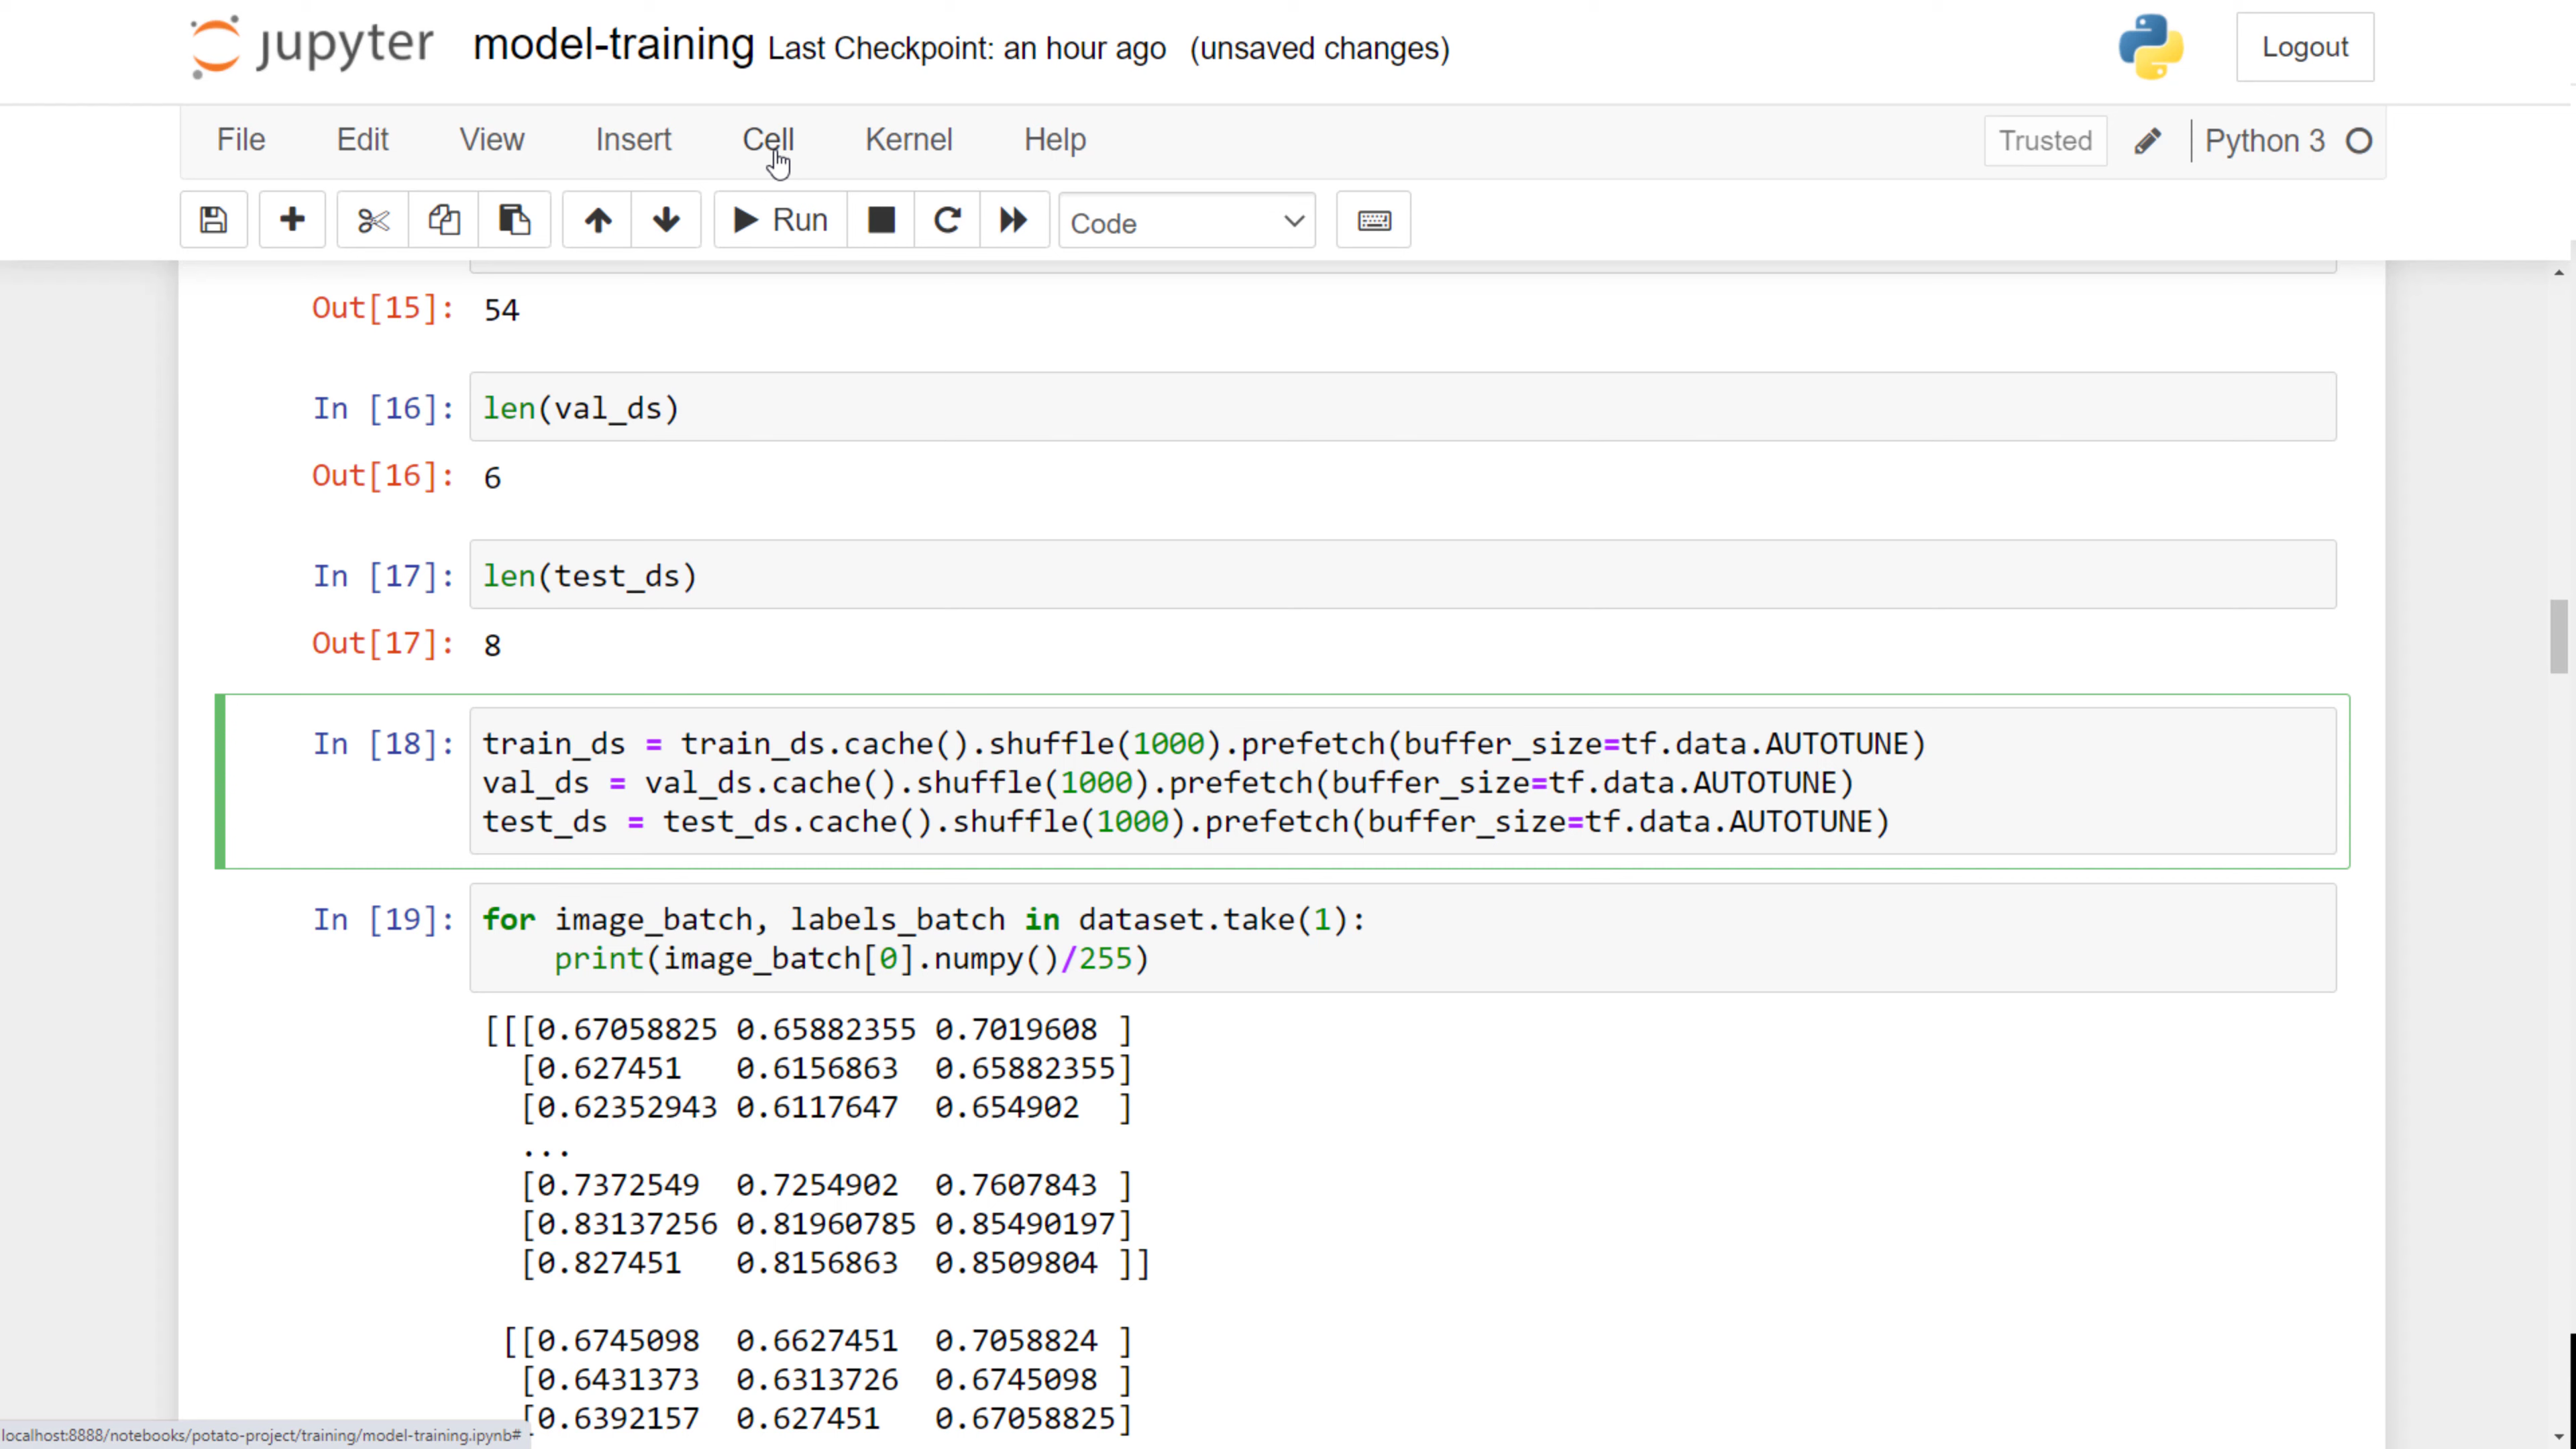 jupyter model-training Last Checkpoint: an hour ago (unsaved changes) Logout
File Edit View Insert Cell Kernel Help Trusted Python 3
Run Code
Out[15]: 54
In [16]: len(val_ds)
Out[16]: 6
In [17]: len(test_ds)
Out[17]: 8
In [18]: train_ds = train_ds.cache().shuffle(1000).prefetch(buffer_size=tf.data.AUTOTUNE)
val_ds = val_ds.cache().shuffle(1000).prefetch(buffer_size=tf.data.AUTOTUNE)
test_ds = test_ds.cache().shuffle(1000).prefetch(buffer_size=tf.data.AUTOTUNE)
In [19]: for image_batch, labels_batch in dataset.take(1):
print(image_batch[0].numpy()/255)
[[[0.67058825 0.65882355 0.7019608 ]
[0.627451 0.6156863 0.65882355]
[0.62352943 0.6117647 0.654902 ]
...
[0.7372549 0.7254902 0.7607843 ]
[0.83137256 0.81960785 0.85490197]
[0.827451 0.8156863 0.8509804 ]]
[[0.6745098 0.6627451 0.7058824 ]
[0.6431373 0.6313726 0.6745098 ]
[0.6392157 0.627451 0.67058825]
localhost:8888/notebooks/potato-project/training/model-training.ipynb#